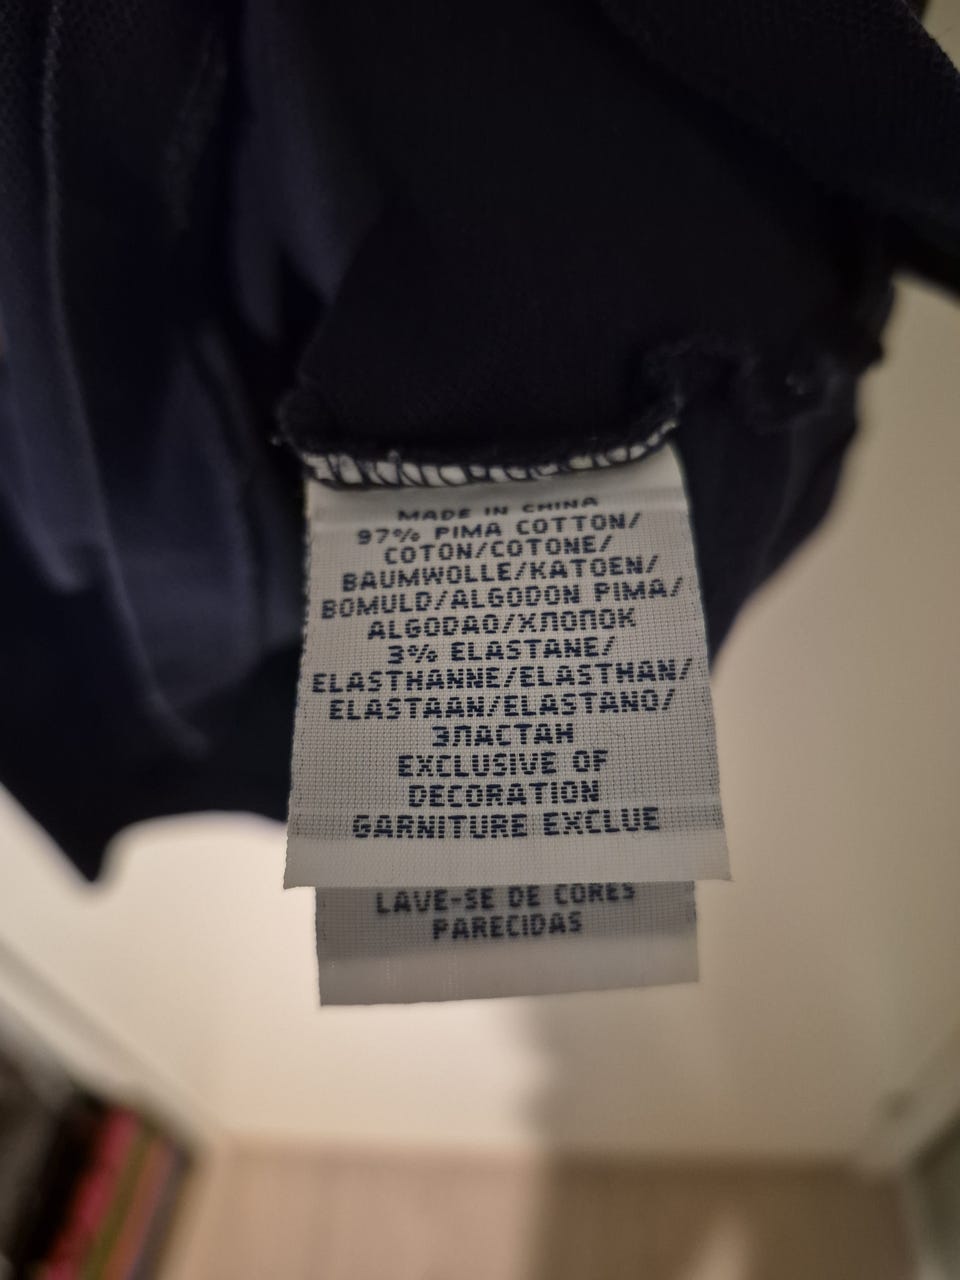 MADE IN CHINA
97% PIMA COTTON/
COTON/COTONE/
BAUMWOLLE/KATOEN/
BOMULD/ALGODON PIMA/
ALGODAO/ХЛОПОК
3% ELASTANE/
ELASTHANNE/ELASTHAN/
ELASTAAN/ELASTANO/
ЭЛАСТАН
EXCLUSIVE OF
DECORATION
GARNITURE EXCLUE
LAVE-SE DE CORES
PARECIDAS